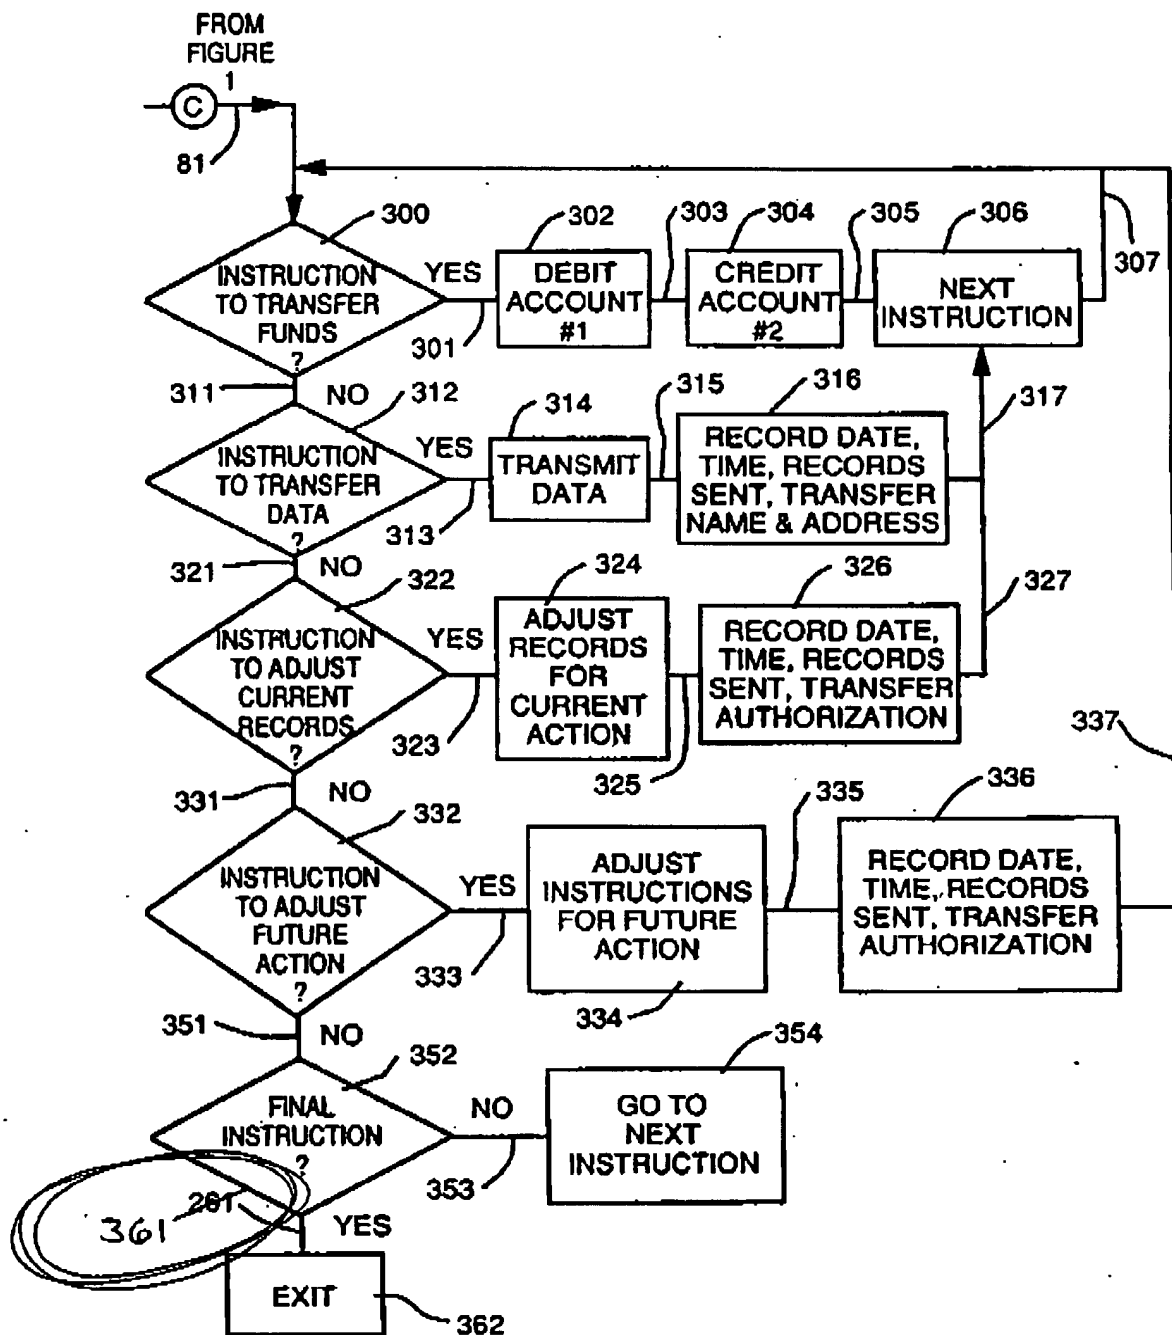 FROM
FIGURE
1
C
81
300
INSTRUCTION
TO TRANSFER
FUNDS
?
YES
301
302
DEBIT
ACCOUNT
#1
303
304
CREDIT
ACCOUNT
#2
305
306
NEXT
INSTRUCTION
307
311
NO
312
INSTRUCTION
TO TRANSFER
DATA
?
YES
313
314
TRANSMIT
DATA
315
316
RECORD DATE,
TIME, RECORDS
SENT, TRANSFER
NAME & ADDRESS
317
321
NO
322
INSTRUCTION
TO ADJUST
CURRENT
RECORDS
?
YES
323
324
ADJUST
RECORDS
FOR
CURRENT
ACTION
325
326
RECORD DATE,
TIME, RECORDS
SENT, TRANSFER
AUTHORIZATION
327
331
NO
332
INSTRUCTION
TO ADJUST
FUTURE
ACTION
?
YES
333
ADJUST
INSTRUCTIONS
FOR FUTURE
ACTION
334
335
336
RECORD DATE,
TIME, RECORDS
SENT, TRANSFER
AUTHORIZATION
337
351
NO
352
FINAL
INSTRUCTION
?
NO
353
354
GO TO
NEXT
INSTRUCTION
361
261
YES
EXIT
362